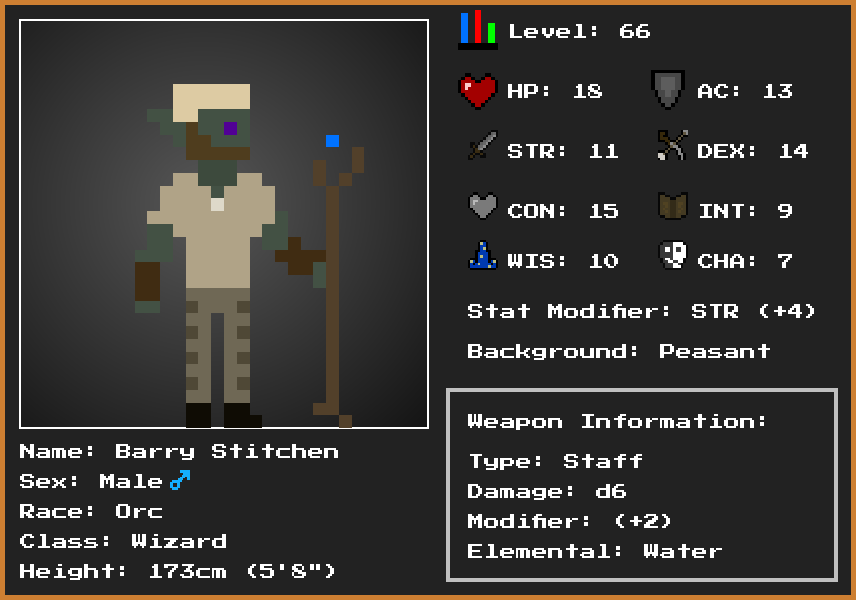 Level: 66
HP: 18 AC: 13
STR: 11 DEX: 14
CON: 15 INT: 9
WIS: 10 CHA: 7
Stat Modifier: STR (+4)
Background: Peasant
Weapon Information:
Type: Staff
Damage: d6
Modifier: (+2)
Elemental: Water
Name: Barry Stitchen
Sex: Male ♂
Race: Orc
Class: Wizard
Height: 173cm (5'8")